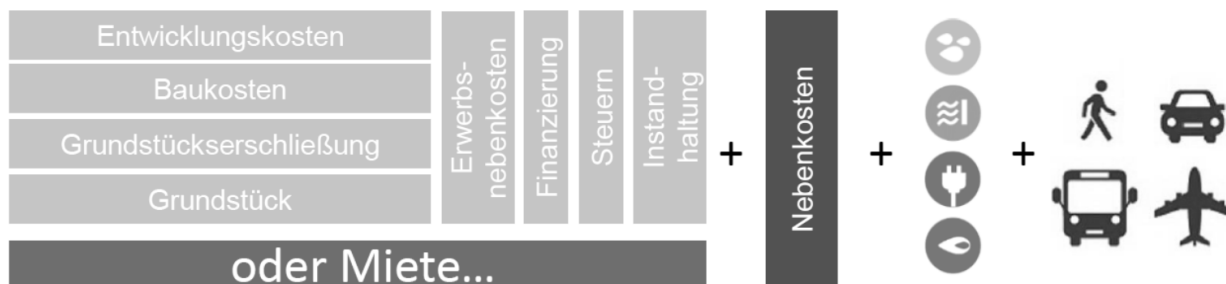 Entwicklungskosten
Baukosten
Grundstückserschließung
Grundstück
Erwerbs-
nebenkosten
Finanzierung
Steuern
Instand-
haltung
+
Nebenkosten
+
+
oder Miete...